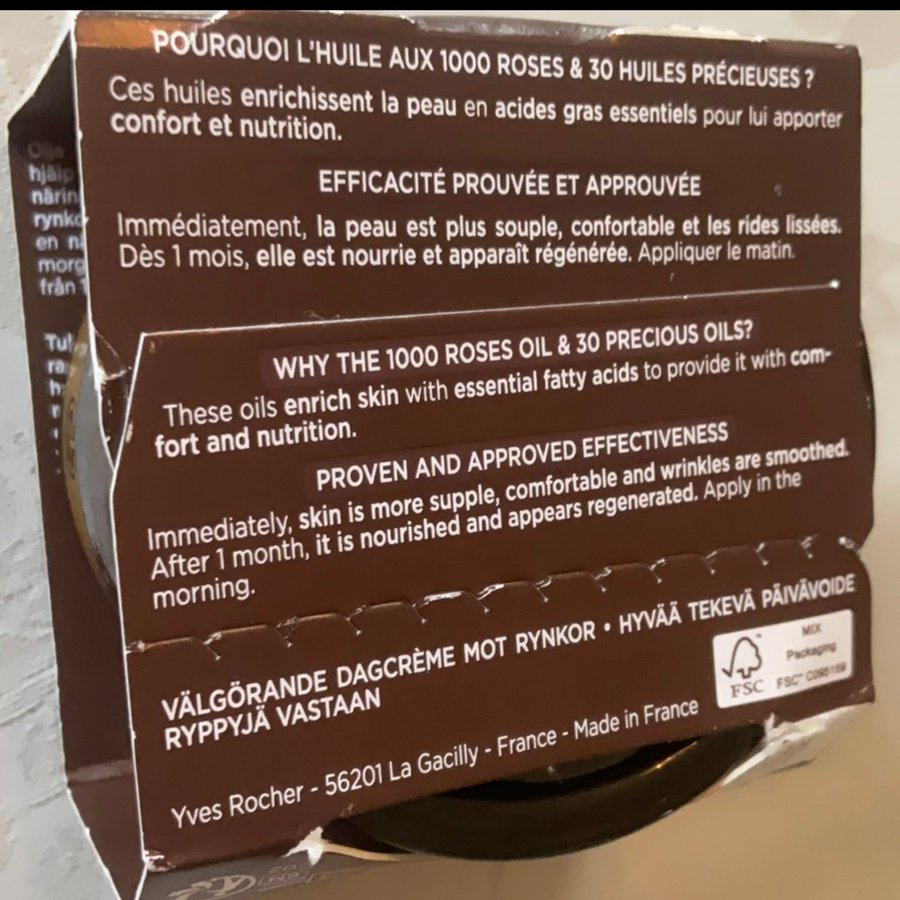 POURQUOI L'HUILE AUX 1000 ROSES & 30 HUILES PRÉCIEUSES ?
Ces huiles enrichissent la peau en acides gras essentiels pour lui apporter
confort et nutrition.
EFFICACITÉ PROUVÉE ET APPROUVÉE
Immédiatement, la peau est plus souple, confortable et les rides lissées.
Dès 1 mois, elle est nourrie et apparaît régénérée. Appliquer le matin.
WHY THE 1000 ROSES OIL & 30 PRECIOUS OILS?
These oils enrich skin with essential fatty acids to provide it with com-
fort and nutrition.
PROVEN AND APPROVED EFFECTIVENESS
Immediately, skin is more supple, comfortable and wrinkles are smoothed.
After 1 month, it is nourished and appears regenerated. Apply in the
morning.
VÄLGÖRANDE DAGCRÈME MOT RYNKOR • HYVÄÄ TEKEVÄ PÄIVÄVOIDE
RYPPYJÄ VASTAAN
FSC
MIX
Packaging
FSC™ C095169
Yves Rocher - 56201 La Gacilly - France - Made in France